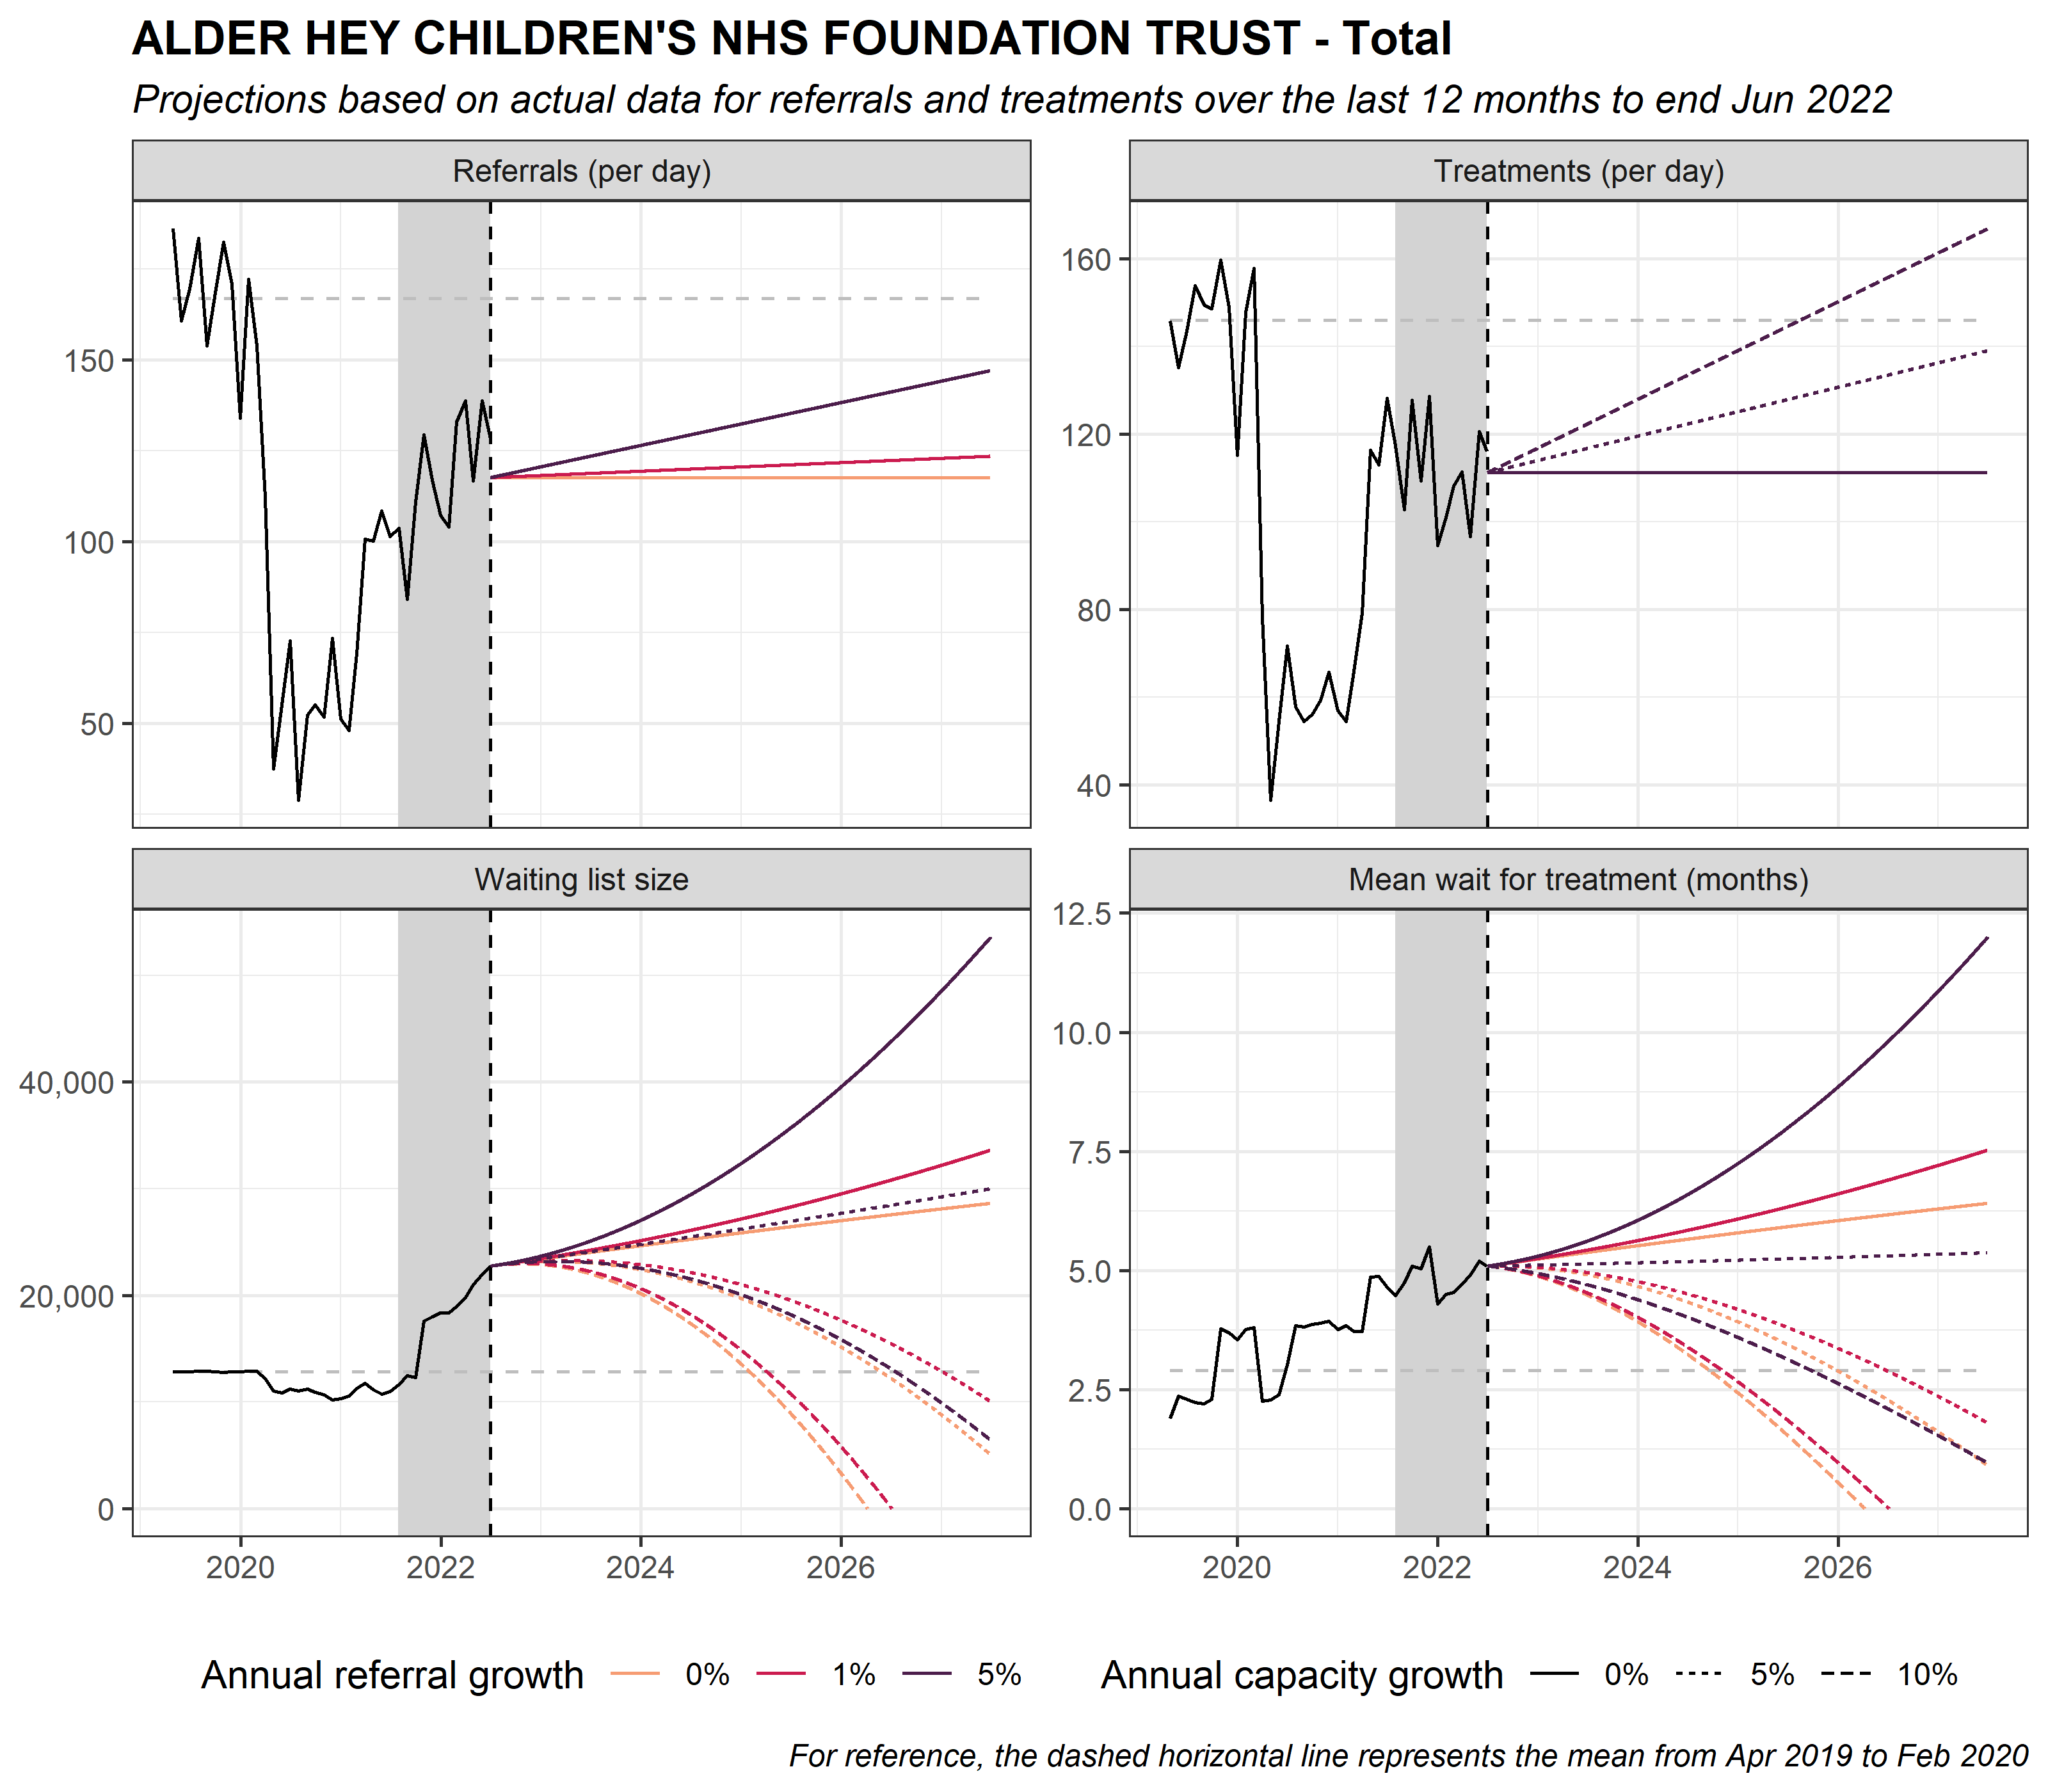 ALDER HEY CHILDREN'S NHS FOUNDATION TRUST - Total
Projections based on actual data for referrals and treatments over the last 12 months to end Jun 2022
Referrals (per day)
150
100
50
Treatments (per day)
160
120
80
40
Waiting list size
40,000
20,000
0
2020 2022 2024 2026
Mean wait for treatment (months)
12.5
10.0
7.5
5.0
2.5
0.0
2020 2022 2024 2026
Annual referral growth 0% 1% 5%
Annual capacity growth 0% 5% 10%
For reference, the dashed horizontal line represents the mean from Apr 2019 to Feb 2020